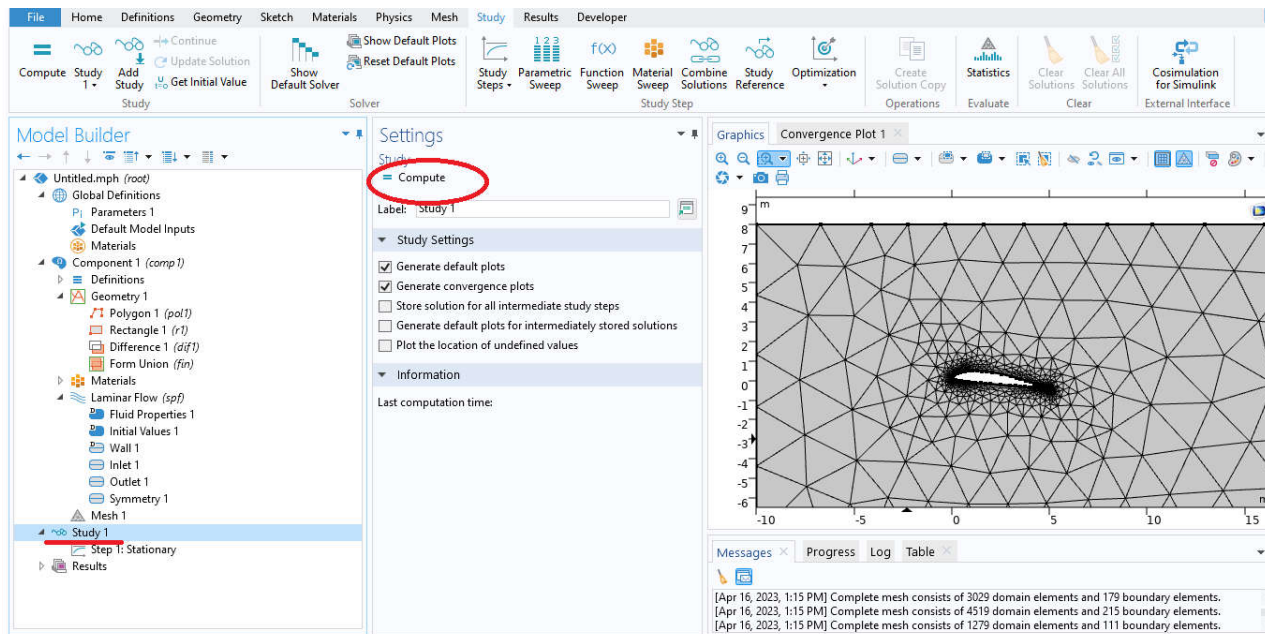 File Home Definitions Geometry Sketch Materials Physics Mesh Study Results Developer
Compute
Study 1
Add Study
Continue
Update Solution
Get Initial Value
Study
Show Default Solver
Show Default Plots
Reset Default Plots
Solver
Study Steps
Parametric Sweep
Function Sweep
Material Sweep
Combine Solutions
Study Reference
Optimization
Study Step
Create Solution Copy
Operations
Statistics
Evaluate
Clear Solutions
Clear All Solutions
Clear
Cosimulation for Simulink
External Interface
Model Builder
Untitled.mph (root)
Global Definitions
Pi Parameters 1
Default Model Inputs
Materials
Component 1 (comp1)
Definitions
Geometry 1
Polygon 1 (pol1)
Rectangle 1 (r1)
Difference 1 (dif1)
Form Union (fin)
Materials
Laminar Flow (spf)
Fluid Properties 1
Initial Values 1
Wall 1
Inlet 1
Outlet 1
Symmetry 1
Mesh 1
Study 1
Step 1: Stationary
Results
Settings
Study
Compute
Label: Study 1
Study Settings
Generate default plots
Generate convergence plots
Store solution for all intermediate study steps
Generate default plots for intermediately stored solutions
Plot the location of undefined values
Information
Last computation time:
Graphics Convergence Plot 1
m
9
8
7
6
5
4
3
2
1
0
-1
-2
-3
-4
-5
-6
-10 -5 0 5 10 15
Messages Progress Log Table
[Apr 16, 2023, 1:15 PM] Complete mesh consists of 3029 domain elements and 179 boundary elements.
[Apr 16, 2023, 1:15 PM] Complete mesh consists of 4519 domain elements and 215 boundary elements.
[Apr 16, 2023, 1:15 PM] Complete mesh consists of 1279 domain elements and 111 boundary elements.